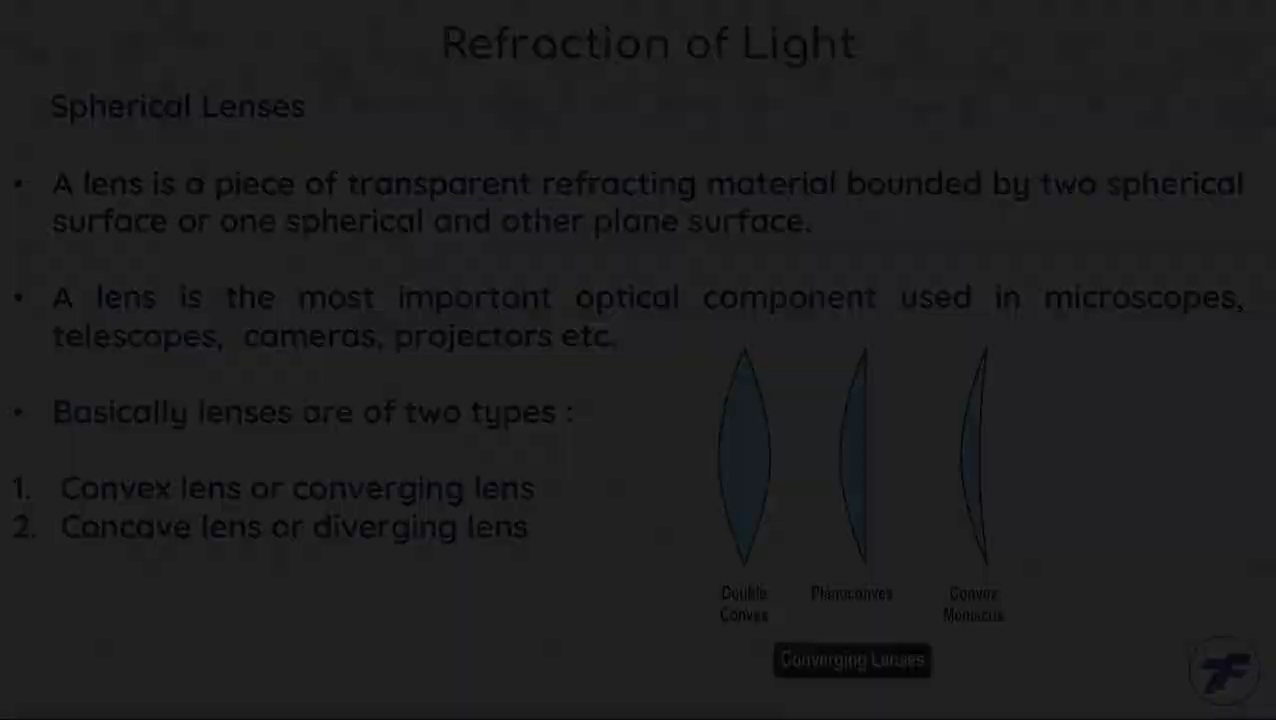 Refraction of Light
Spherical Lenses
• A lens is a piece of transparent refracting material bounded by two spherical
surface or one spherical and other plane surface.
• A lens is the most important optical component used in microscopes,
telescopes, cameras, projectors etc.
• Basically lenses are of two types :
1. Convex lens or converging lens
2. Concave lens or diverging lens
Double
Convex
Planoconvex
Convex
Meniscus
Converging Lenses